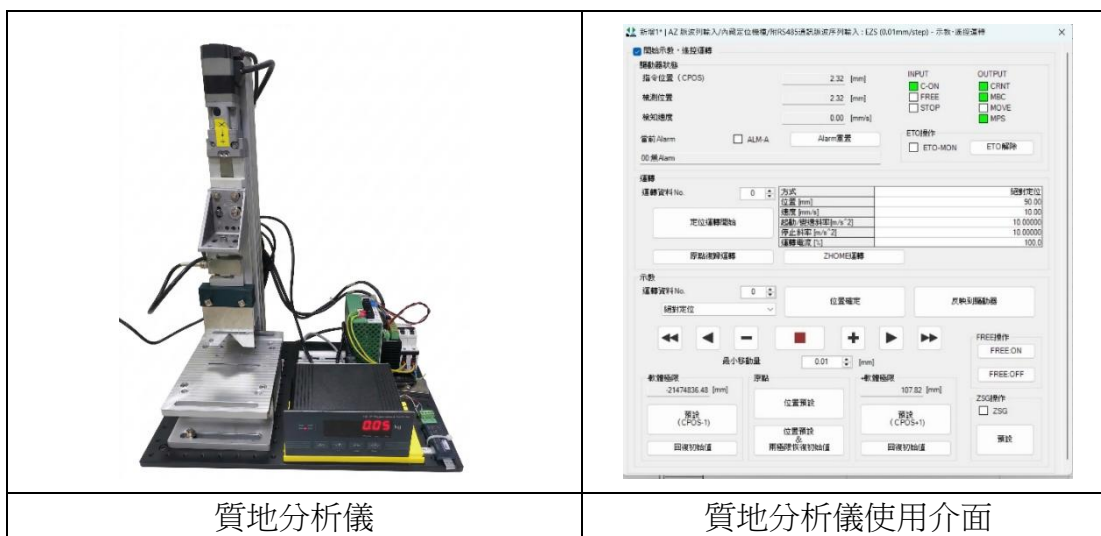 新增1* | AZ 脈波列輸入/內藏定位機種/附RS485通訊脈波序列輸入 : EZS (0.01mm/step) - 示教·遙控運轉
開始示教·遙控運轉
驅動器狀態
指令位置 (CPOS) 2.32 [mm]
檢測位置 2.32 [mm]
檢知速度 0.00 [mm/s]
INPUT
C-ON
FREE
STOP
OUTPUT
CRNT
MBC
MOVE
MPS
當前 Alarm
ALM-A
Alarm重置
00:無Alarm
ETO操作
ETO-MON
ETO解除
運轉
運轉資料 No. 0
定位運轉開始
原點復歸運轉
ZHOME運轉
方式 絕對定位
位置 [mm] 90.00
速度 [mm/s] 10.00
起動·變速斜率[m/s^2] 10.00000
停止斜率 [m/s^2] 10.00000
運轉電流 [%] 100.0
示教
運轉資料 No. 0
絕對定位
位置確定
反映到驅動器
最小移動量 0.01 [mm]
FREE操作
FREE:ON
FREE:OFF
-軟體極限
-21474836.48 [mm]
預設
(CPOS-1)
回復初始值
原點
位置預設
位置預設
&
兩極限恢復初始值
+軟體極限
107.82 [mm]
預設
(CPOS+1)
回復初始值
ZSG操作
ZSG
預設
005
質地分析儀
質地分析儀使用介面